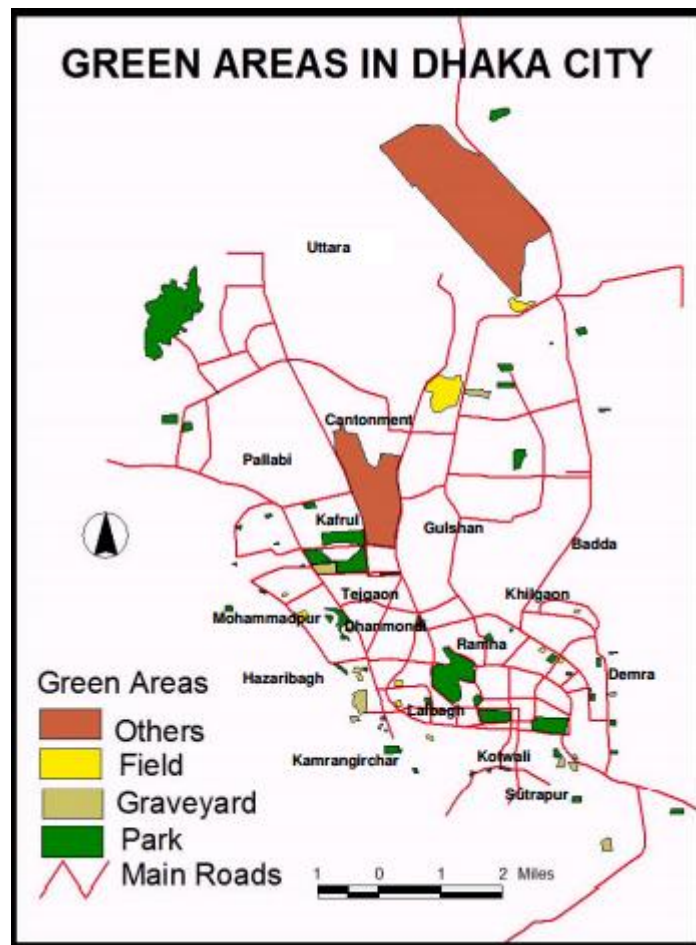 GREEN AREAS IN DHAKA CITY
Uttara
Cantonment
Pallabi
Kafrul
Gulshan
Badda
Tejgaon
Khilgaon
Mohammadpur
Dhanmondi
Ramna
Hazaribagh
Demra
Lalbagh
Kamrangirchar
Kotwali
Sutrapur
Green Areas
Others
Field
Graveyard
Park
Main Roads
1 0 1 2 Miles